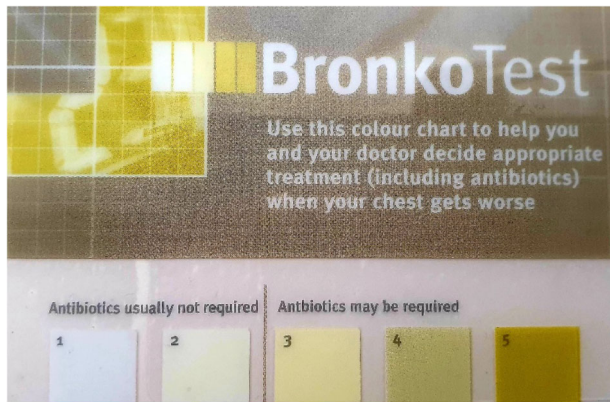 BronkoTest
Use this colour chart to help you
and your doctor decide appropriate
treatment (including antibiotics)
when your chest gets worse
Antibiotics usually not required
Antbiotics may be required
1
2
3
4
5